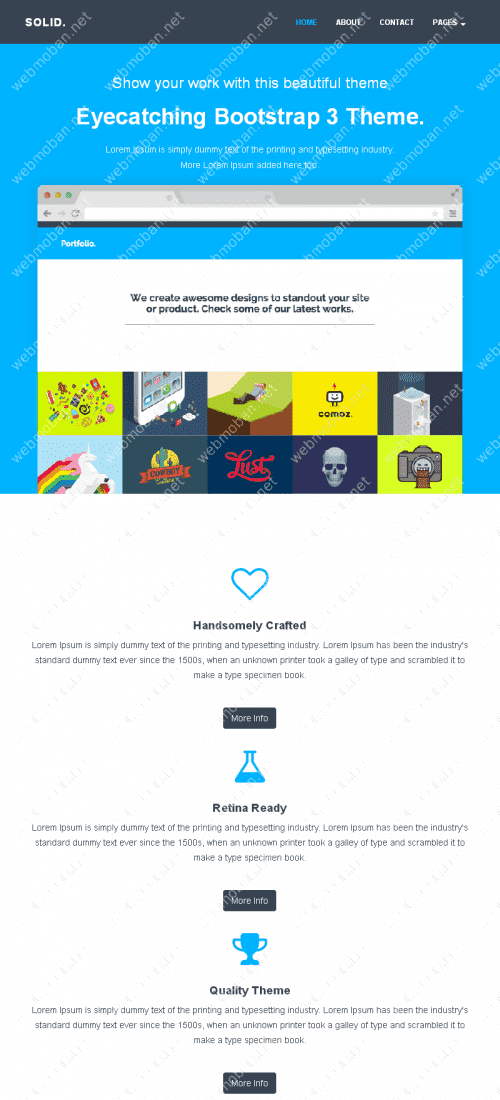 SOLID.
HOME ABOUT CONTACT PAGES
Show your work with this beautiful theme
Eyecatching Bootstrap 3 Theme.
Lorem Ipsum is simply dummy text of the printing and typesetting industry.
More Lorem Ipsum added here too.
Portfolio.
We create awesome designs to standout your site
or product. Check some of our latest works.
comoz.
COWBITE
Lust
Handsomely Crafted
Lorem Ipsum is simply dummy text of the printing and typesetting industry. Lorem Ipsum has been the industry's
standard dummy text ever since the 1500s, when an unknown printer took a galley of type and scrambled it to
make a type specimen book.
More Info
Retina Ready
Lorem Ipsum is simply dummy text of the printing and typesetting industry. Lorem Ipsum has been the industry's
standard dummy text ever since the 1500s, when an unknown printer took a galley of type and scrambled it to
make a type specimen book.
More Info
Quality Theme
Lorem Ipsum is simply dummy text of the printing and typesetting industry. Lorem Ipsum has been the industry's
standard dummy text ever since the 1500s, when an unknown printer took a galley of type and scrambled it to
make a type specimen book.
More Info
webmoban.net